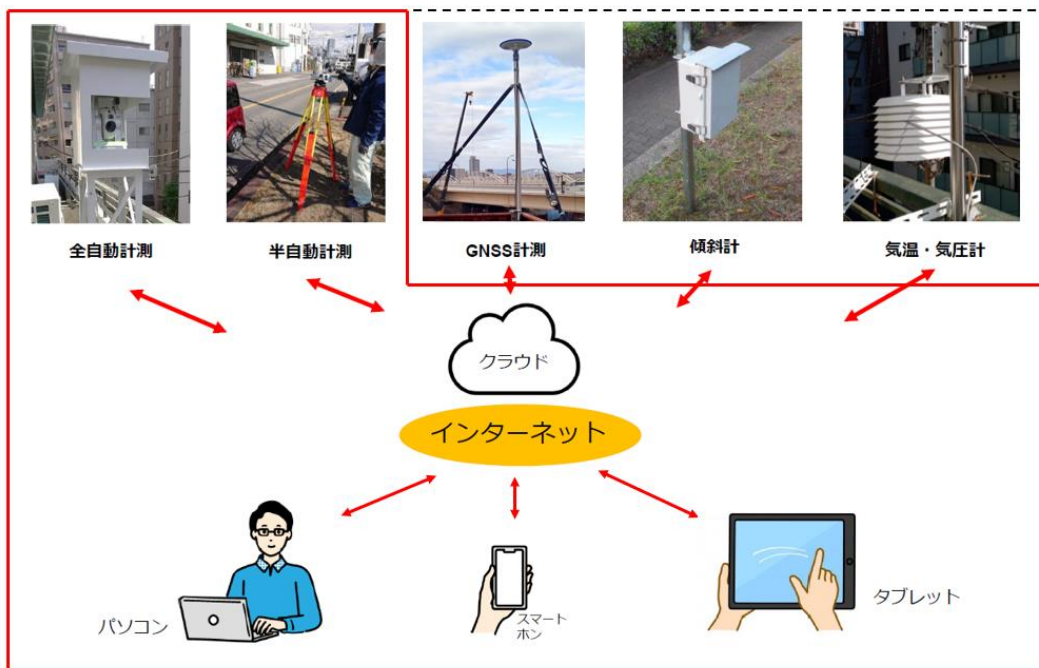 全自動計測
半自動計測
GNSS計測
傾斜計
気温・気圧計
クラウド
インターネット
パソコン
スマート
ホン
タブレット